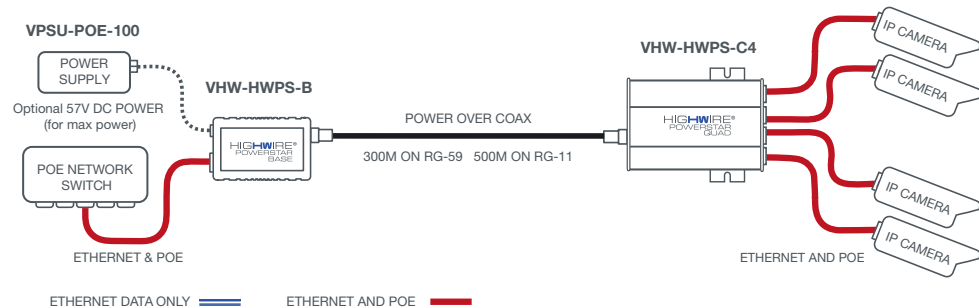 VPSU-POE-100
POWER
SUPPLY
Optional 57V DC POWER
(for max power)
POE NETWORK
SWITCH
ETHERNET & POE
VHW-HWPS-B
HIGHWIRE®
POWERSTAR
BASE
POWER OVER COAX
300M ON RG-59 500M ON RG-11
VHW-HWPS-C4
HIGHWIRE®
POWERSTAR
QUAD
IP CAMERA
IP CAMERA
IP CAMERA
IP CAMERA
ETHERNET AND POE
ETHERNET DATA ONLY
ETHERNET AND POE